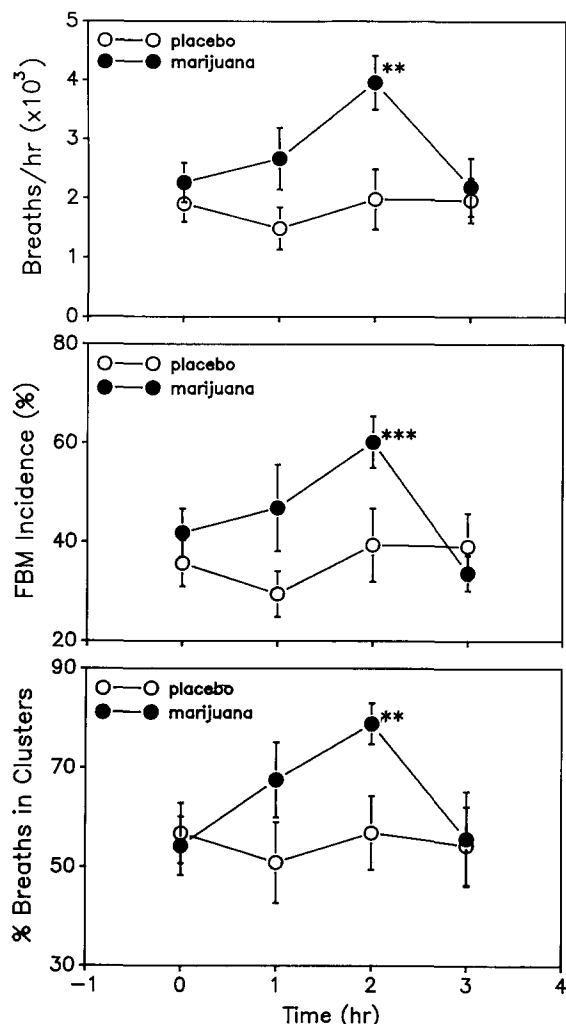 Breaths/hr (x10³)
5
4
3
2
1
0
placebo
marijuana
**
FBM Incidence (%)
80
60
40
20
placebo
marijuana
***
% Breaths in Clusters
90
70
50
30
placebo
marijuana
**
−1 0 1 2 3 4
Time (hr)